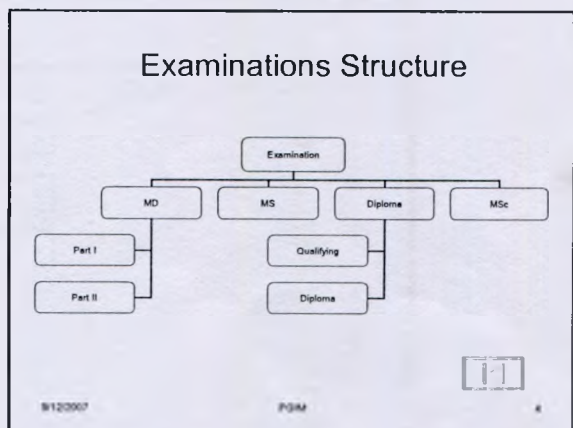 Examinations Structure
Examination
MD
MS
Diploma
MSc
Part I
Qualifying
Part II
Diploma
9/12/2007
PGIM